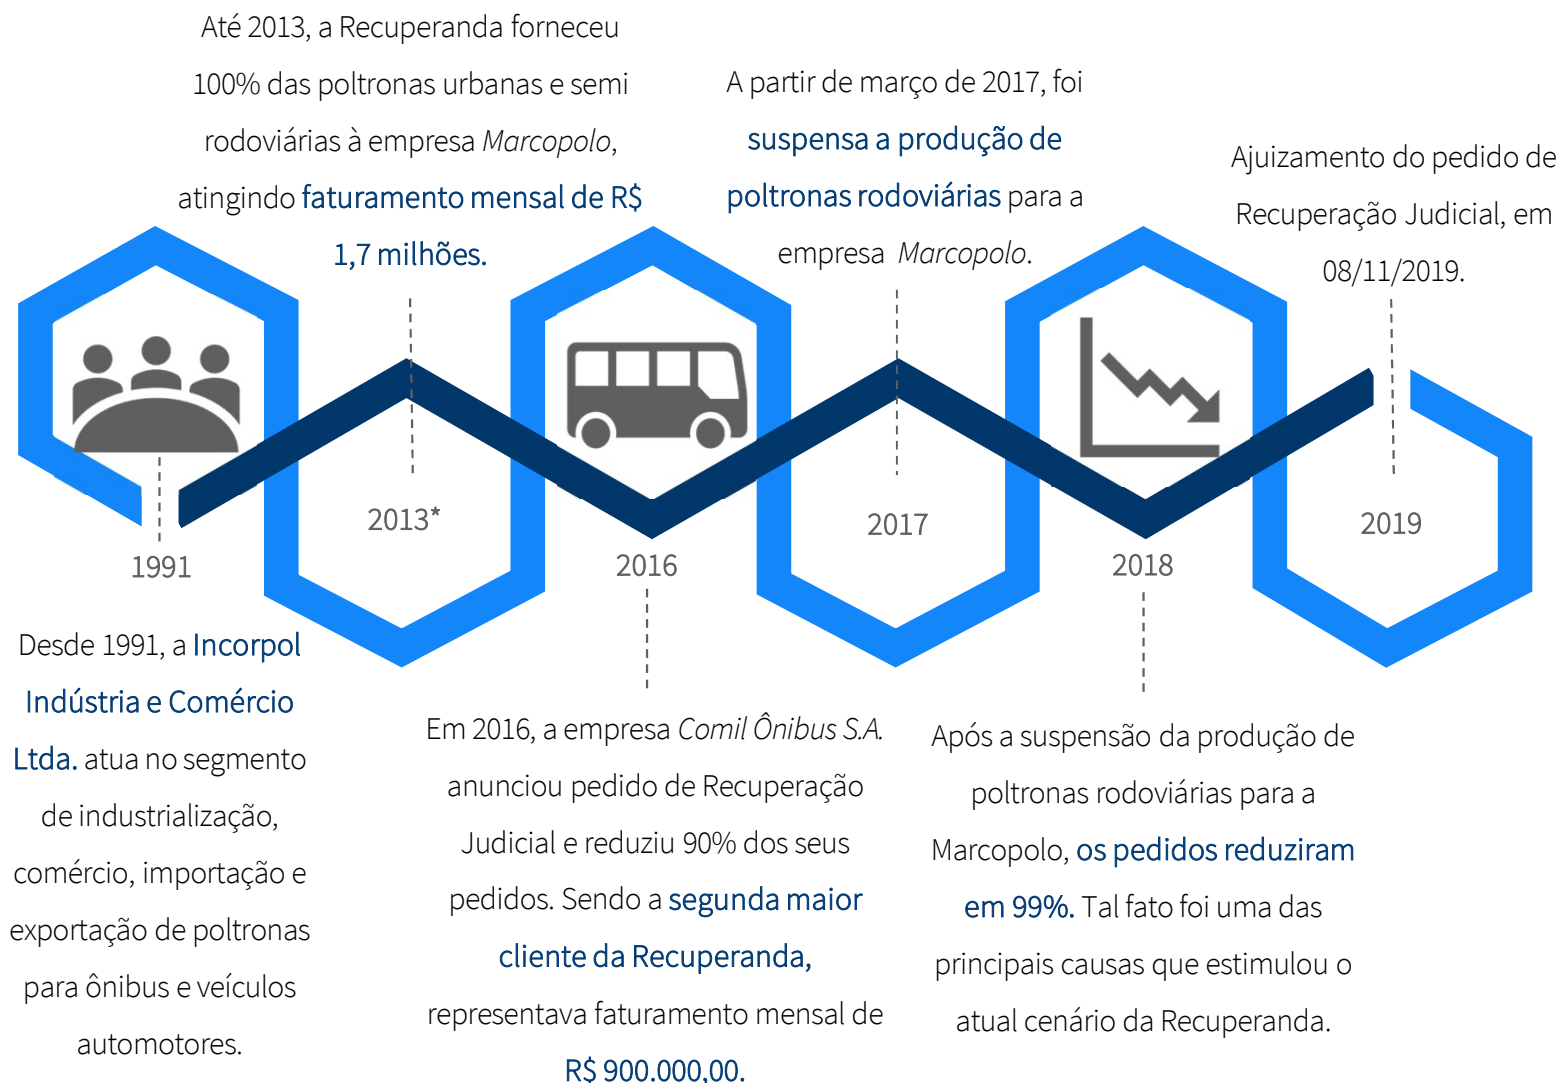 Até 2013, a Recuperanda forneceu
100% das poltronas urbanas e semi
rodoviárias à empresa Marcopolo,
atingindo faturamento mensal de R$
1,7 milhões.
A partir de março de 2017, foi
suspensa a produção de
poltronas rodoviárias para a
empresa Marcopolo.
Ajuizamento do pedido de
Recuperação Judicial, em
08/11/2019.
1991
2013*
2016
2017
2018
2019
Desde 1991, a Incorpol
Indústria e Comércio
Ltda. atua no segmento
de industrialização,
comércio, importação e
exportação de poltronas
para ônibus e veículos
automotores.
Em 2016, a empresa Comil Ônibus S.A.
anunciou pedido de Recuperação
Judicial e reduziu 90% dos seus
pedidos. Sendo a segunda maior
cliente da Recuperanda,
representava faturamento mensal de
R$ 900.000,00.
Após a suspensão da produção de
poltronas rodoviárias para a
Marcopolo, os pedidos reduziram
em 99%. Tal fato foi uma das
principais causas que estimulou o
atual cenário da Recuperanda.